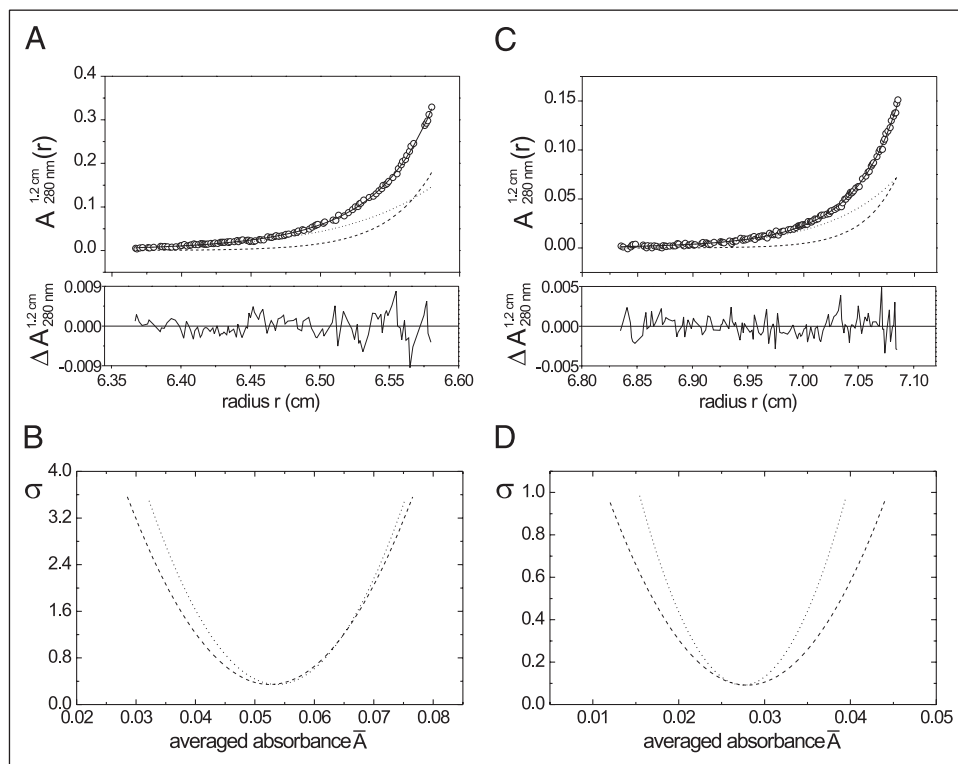 A
A 1.2 cm 280 nm (r)
0.4
0.3
0.2
0.1
0.0
Δ A 1.2 cm 280 nm
0.009
0.000
-0.009
6.35 6.40 6.45 6.50 6.55 6.60
radius r (cm)
C
A 1.2 cm 280 nm (r)
0.15
0.10
0.05
0.00
Δ A 1.2 cm 280 nm
0.005
0.000
-0.005
6.80 6.85 6.90 6.95 7.00 7.05 7.10
radius r (cm)
B
σ
4.0
3.2
2.4
1.6
0.8
0.0
0.02 0.03 0.04 0.05 0.06 0.07 0.08
averaged absorbance A̅
D
σ
1.0
0.8
0.6
0.4
0.2
0.0
0.01 0.02 0.03 0.04 0.05
averaged absorbance A̅